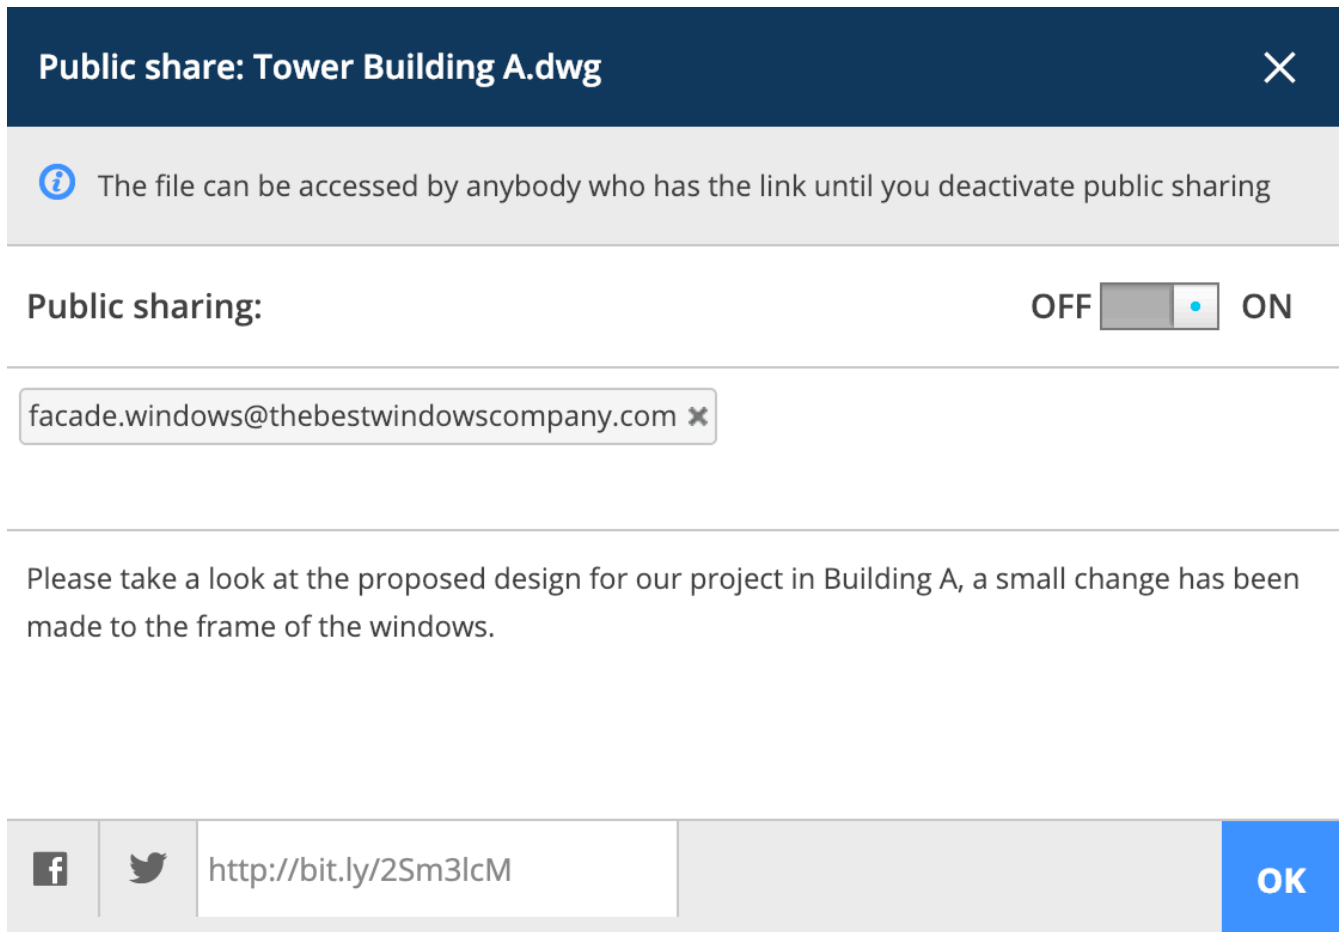 Public share: Tower Building A.dwg
The file can be accessed by anybody who has the link until you deactivate public sharing
Public sharing:
OFF ON
facade.windows@thebestwindowscompany.com
Please take a look at the proposed design for our project in Building A, a small change has been
made to the frame of the windows.
http://bit.ly/2Sm3lcM
OK